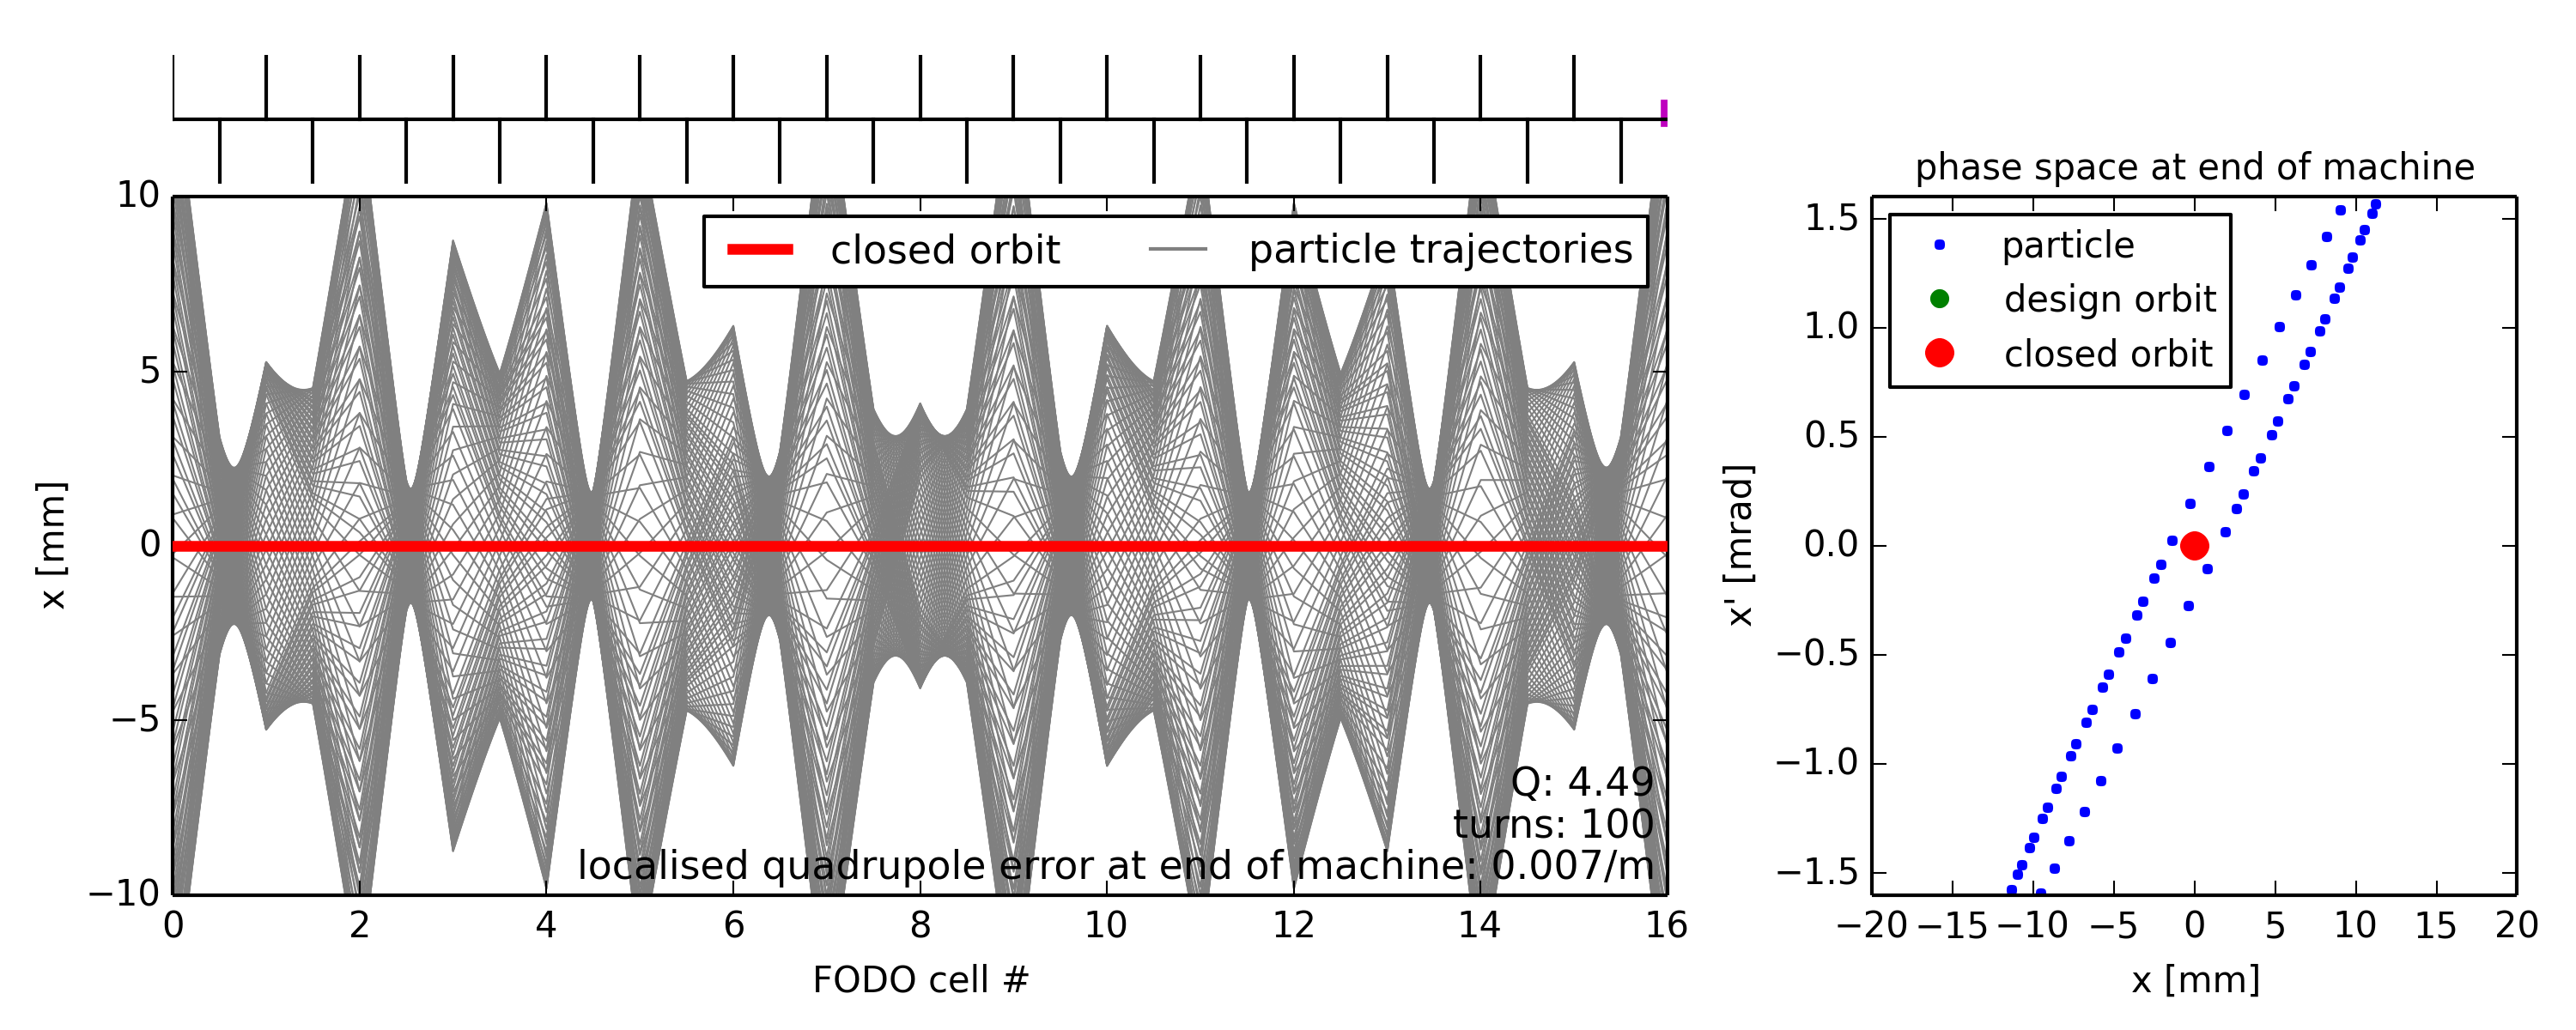 10
5
0
−5
−10
x [mm]
closed orbit
particle trajectories
Q: 4.49
turns: 100
localised quadrupole error at end of machine: 0.007/m
0 2 4 6 8 10 12 14 16
FODO cell #
phase space at end of machine
1.5
1.0
0.5
0.0
−0.5
−1.0
−1.5
x' [mrad]
particle
design orbit
closed orbit
−20 −15 −10 −5 0 5 10 15 20
x [mm]